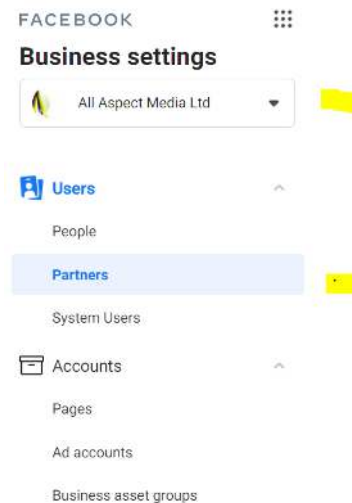 FACEBOOK
Business settings
All Aspect Media Ltd
Users
People
Partners
System Users
Accounts
Pages
Ad accounts
Business asset groups